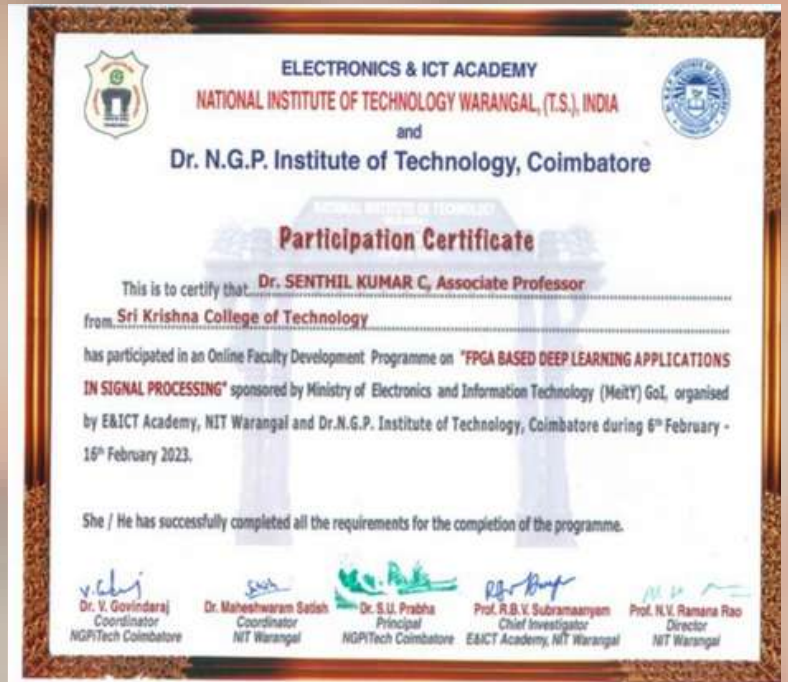 ELECTRONICS & ICT ACADEMY
NATIONAL INSTITUTE OF TECHNOLOGY WARANGAL, (T.S.), INDIA
and
Dr. N.G.P. Institute of Technology, Coimbatore
Participation Certificate
This is to certify that Dr. SENTHIL KUMAR C, Associate Professor
from Sri Krishna College of Technology
has participated in an Online Faculty Development Programme on "FPGA BASED DEEP LEARNING APPLICATIONS
IN SIGNAL PROCESSING" sponsored by Ministry of Electronics and Information Technology (MeitY) GoI, organised
by E&ICT Academy, NIT Warangal and Dr.N.G.P. Institute of Technology, Coimbatore during 6th February -
16th February 2023.
She / He has successfully completed all the requirements for the completion of the programme.
Dr. V. Govindaraj
Coordinator
NGPiTech Coimbatore
Dr. Maheshwaram Satish
Coordinator
NIT Warangal
Dr. S.U. Prabha
Principal
NGPiTech Coimbatore
Prof. R.B.V. Subramaanyam
Chief Investigator
E&ICT Academy, NIT Warangal
Prof. N.V. Ramana Rao
Director
NIT Warangal